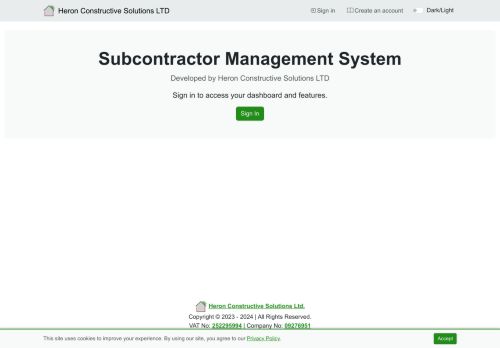 Heron Constructive Solutions LTD
Sign in
Create an account
Dark/Light
Subcontractor Management System
Developed by Heron Constructive Solutions LTD
Sign in to access your dashboard and features.
Sign In
Heron Constructive Solutions Ltd.
Copyright © 2023 - 2024 | All Rights Reserved.
VAT No: 252295994 | Company No: 09276951
This site uses cookies to improve your experience. By using our site, you agree to our Privacy Policy.
Accept